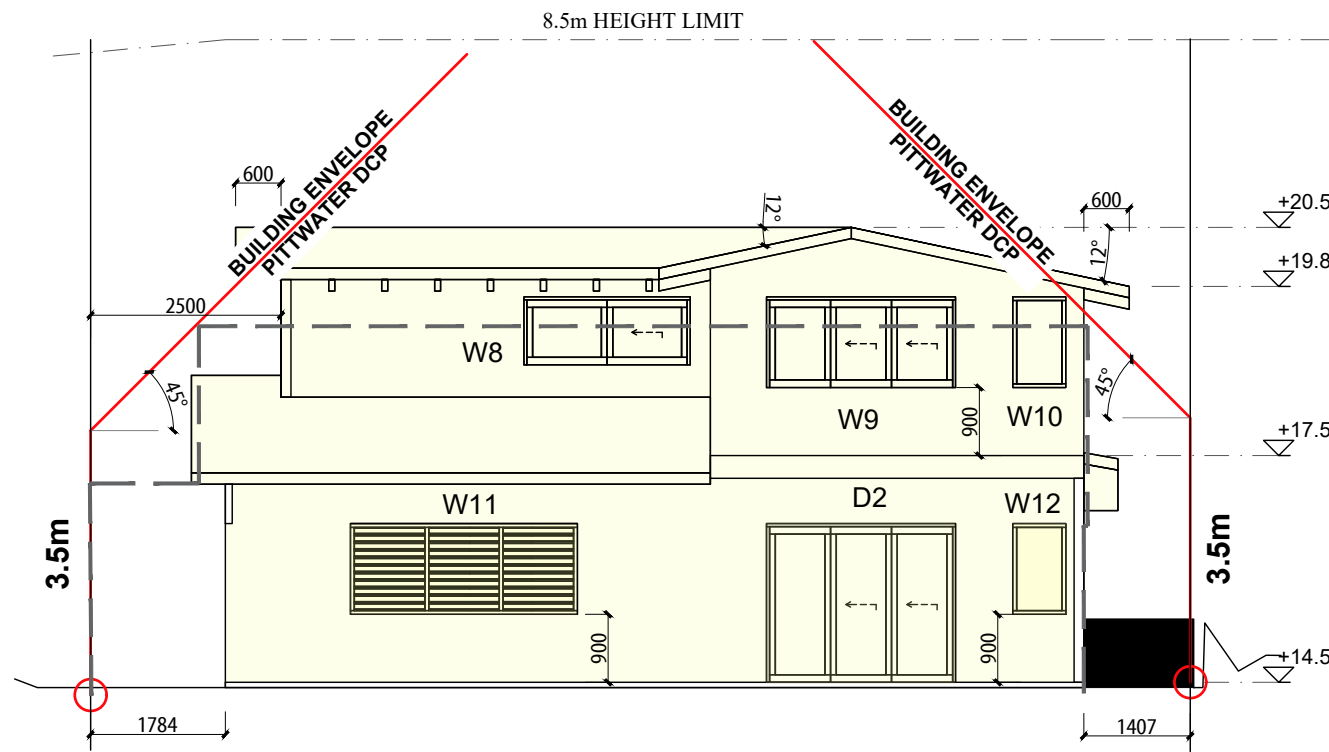 8.5m HEIGHT LIMIT
BUILDING ENVELOPE
PITTWATER DCP
BUILDING ENVELOPE
PITTWATER DCP
600
12°
600
+20.5
12°
+19.8
2500
W8
45°
W9
900
W10
45°
+17.5
W11
D2
W12
3.5m
3.5m
900
900
+14.5
1784
1407